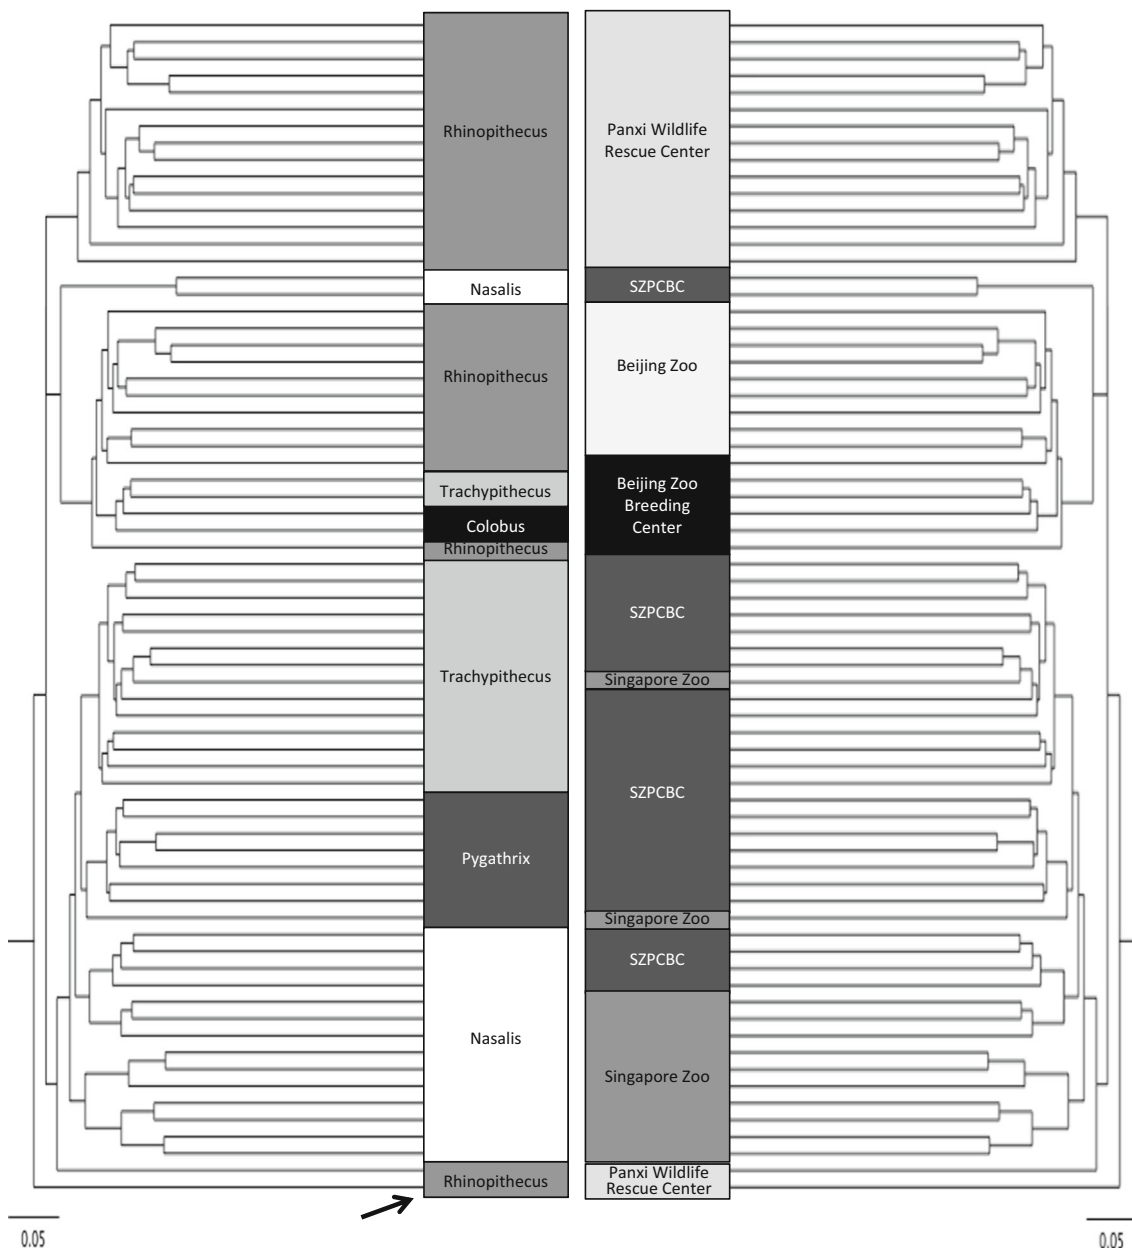 Rhinopithecus
Nasalis
Rhinopithecus
Trachypithecus
Colobus
Rhinopithecus
Trachypithecus
Pygathrix
Nasalis
Rhinopithecus
0.05
Panxi Wildlife
Rescue Center
SZPCBC
Beijing Zoo
Beijing Zoo
Breeding
Center
SZPCBC
Singapore Zoo
SZPCBC
Singapore Zoo
SZPCBC
Singapore Zoo
Panxi Wildlife
Rescue Center
0.05